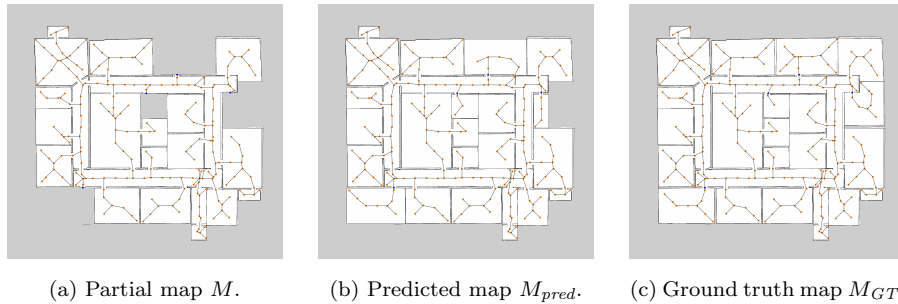 (a) Partial map M.
(b) Predicted map M_pred.
(c) Ground truth map M_GT